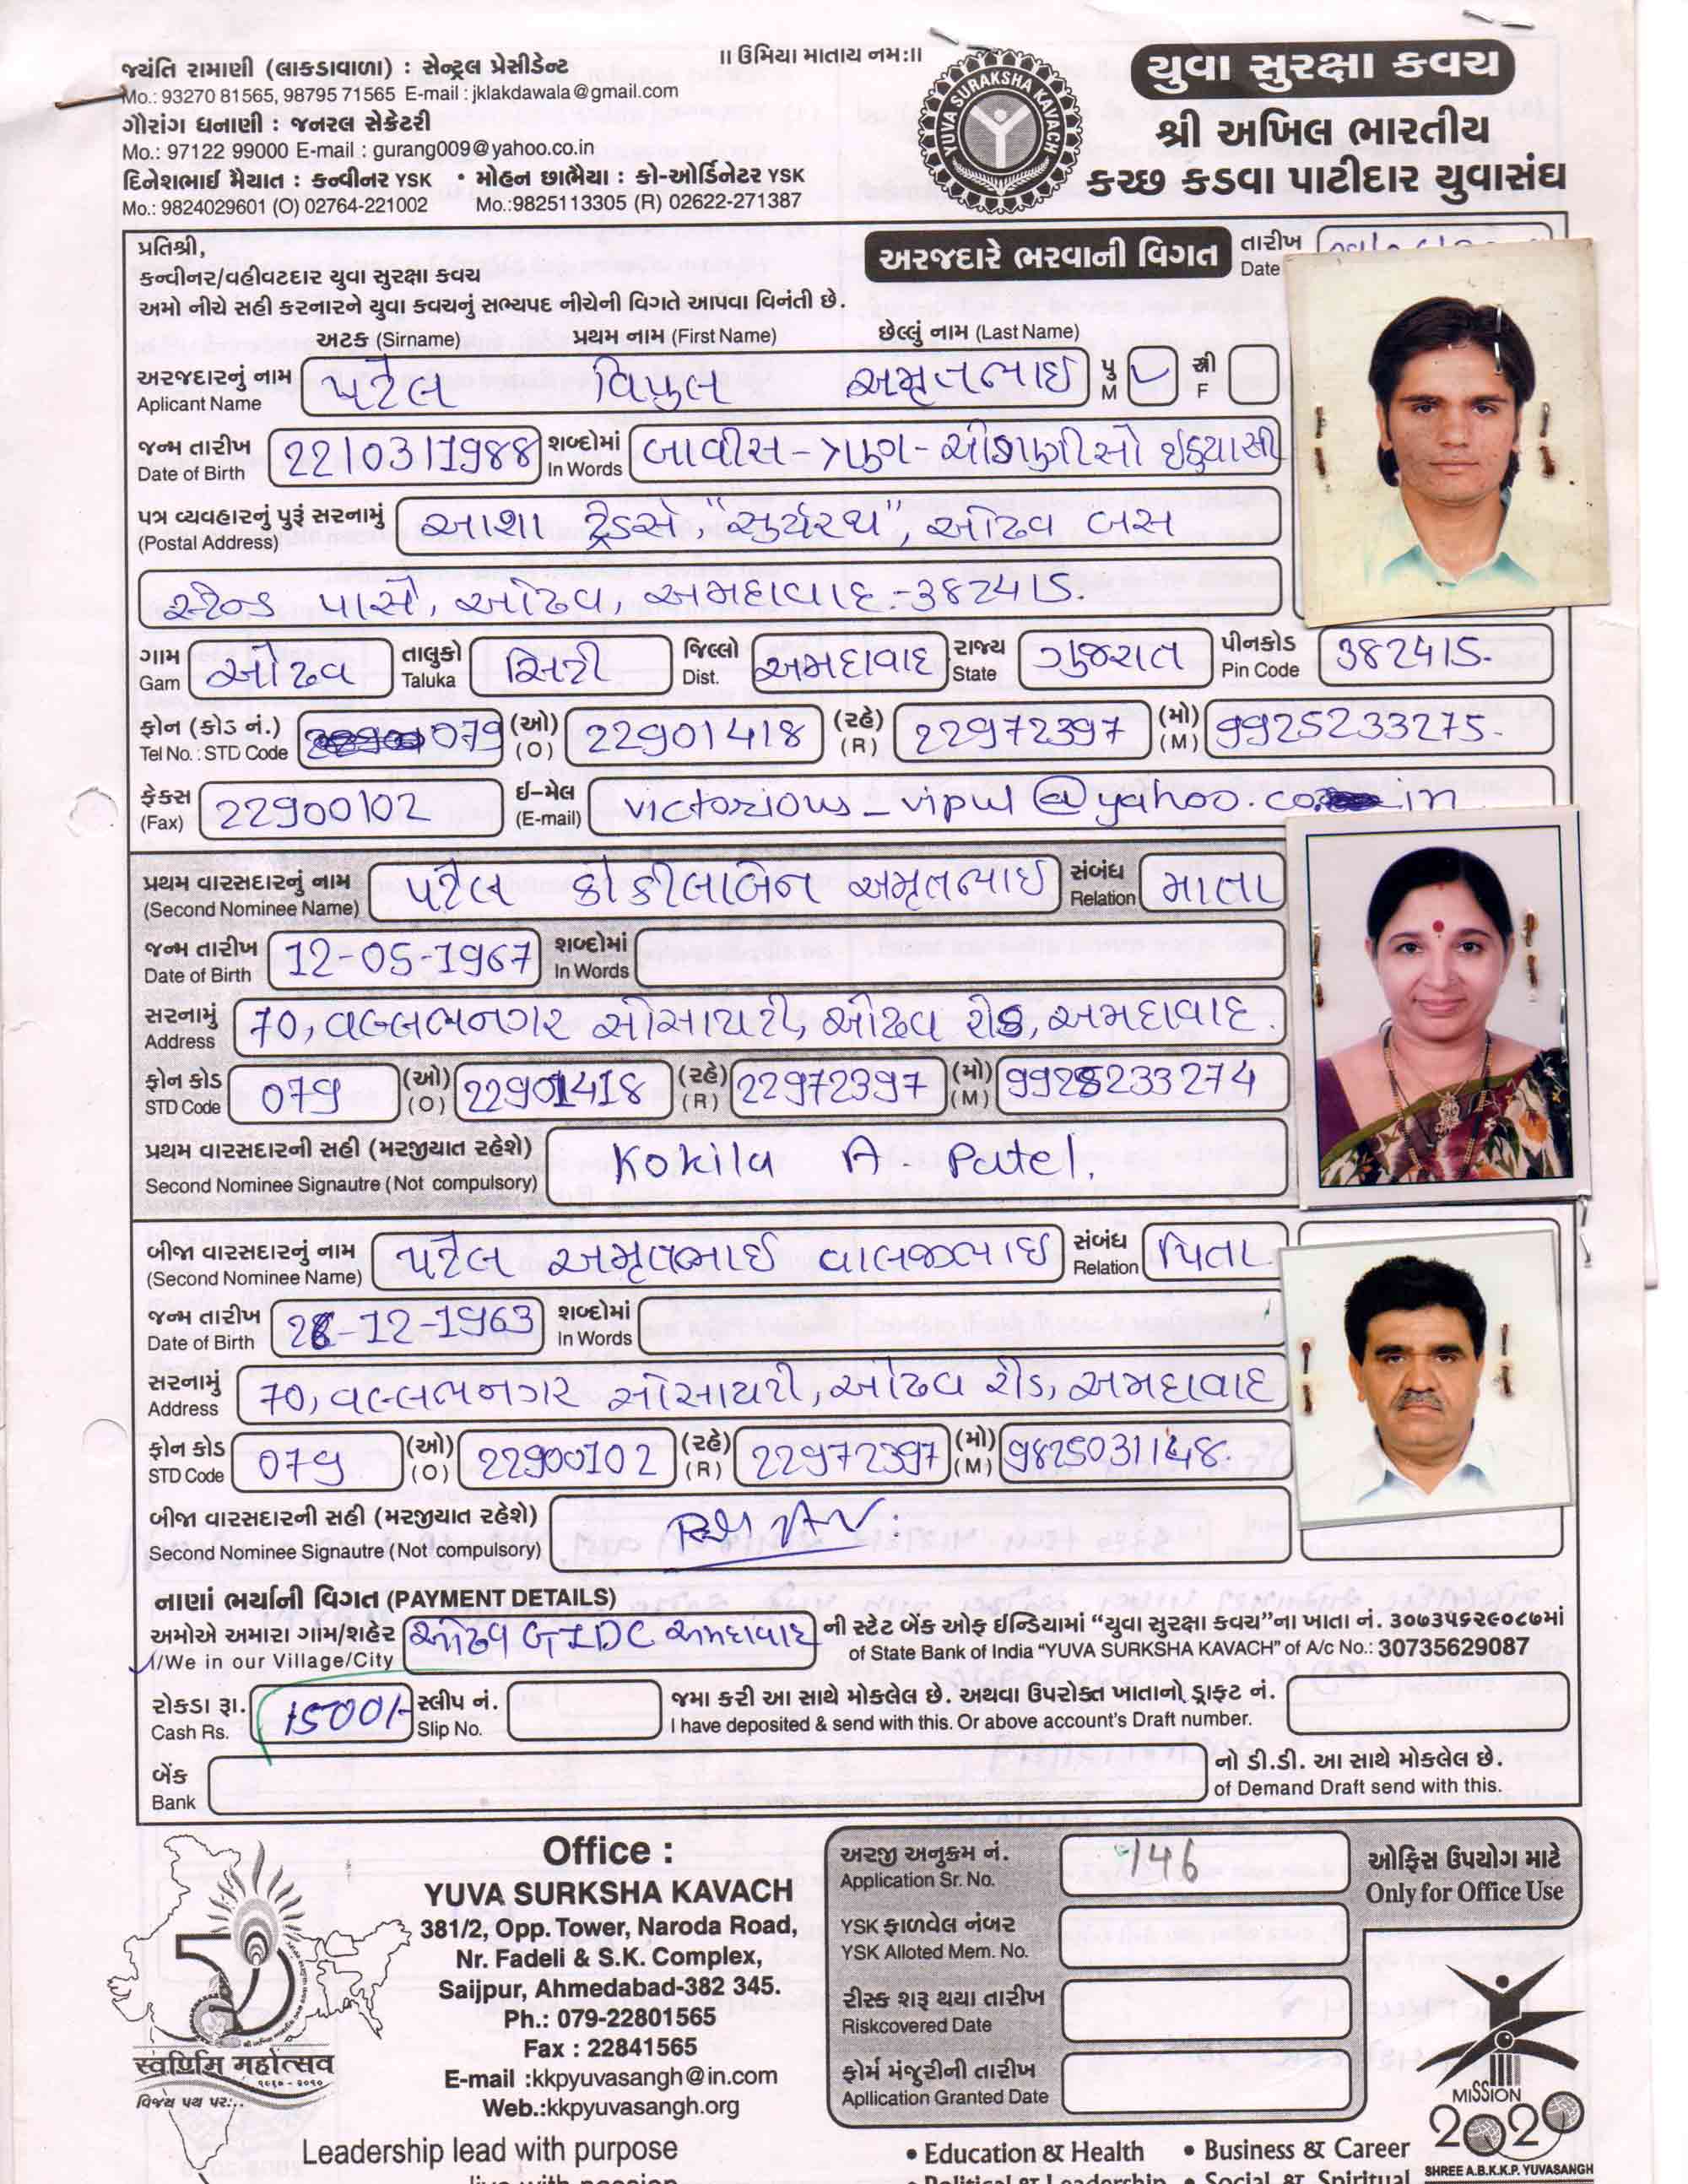 ॥ ઉમિયા માતાય નમ:॥
જયંતિ રામાણી (લાકડાવાળા) : સેન્ટ્રલ પ્રેસીડેન્ટ
Mo.: 93270 81565, 98795 71565 E-mail : jklakdawala@gmail.com
ગૌરાંગ ધનાણી : જનરલ સેક્રેટરી
Mo.: 97122 99000 E-mail : gurang009@yahoo.co.in
દિનેશભાઈ મૈયાત : કન્વીનર YSK • મોહન છાભૈયા : કો-ઓર્ડિનેટર YSK
Mo.: 9824029601 (O) 02764-221002 Mo.:9825113305 (R) 02622-271387
YUVA SURAKSHA KAVACH
યુવા સુરક્ષા કવચ
શ્રી અખિલ ભારતીય
કચ્છ કડવા પાટીદાર યુવાસંઘ
પ્રતિશ્રી,
કન્વીનર/વહીવટદાર યુવા સુરક્ષા કવચ
અરજદારે ભરવાની વિગત
તારીખ
Date
અમો નીચે સહી કરનારને યુવા કવચનું સભ્યપદ નીચેની વિગતે આપવા વિનંતી છે.
અટક (Sirname) પ્રથમ નામ (First Name) છેલ્લું નામ (Last Name)
અરજદારનું નામ પટેલ વિપુલ અમૃતભાઈ પુ સ્ત્રી
Aplicant Name M F
જન્મ તારીખ 22/03/1988 શબ્દોમાં બાવીસ-ત્રણ-ઓગણીસો ઈઠ્યાસી
Date of Birth In Words
પત્ર વ્યવહારનું પુરૂં સરનામું આશા ટ્રેડર્સ "સુર્યરથ", ઓઢવ બસ
(Postal Address)
સ્ટેન્ડ પાસે, ઓઢવ, અમદાવાદ-382415.
ગામ ઓઢવ તાલુકો સિટી જિલ્લો અમદાવાદ રાજ્ય ગુજરાત પીનકોડ 382415.
Gam Taluka Dist. State Pin Code
ફોન (કોડ નં.) 079 (ઓ) 22901418 (રહે) 22972397 (મો) 9925233275.
Tel No. : STD Code (O) (R) (M)
ફેક્સ 22900102 ઈ-મેલ victorious_vipul@yahoo.co.in
(Fax) (E-mail)
પ્રથમ વારસદારનું નામ પટેલ કોકીલાબેન અમૃતભાઈ સંબંધ માતા
(Second Nominee Name) Relation
જન્મ તારીખ 12-05-1967 શબ્દોમાં
Date of Birth In Words
સરનામું 70, વલ્લભનગર સોસાયટી, ઓઢવ રોડ, અમદાવાદ.
Address
ફોન કોડ 079 (ઓ) 22901418 (રહે) 22972397 (મો) 9925233274
STD Code (O) (R) (M)
પ્રથમ વારસદારની સહી (મરજીયાત રહેશે) Kokila A. Patel.
Second Nominee Signautre (Not compulsory)
બીજા વારસદારનું નામ પટેલ અમૃતભાઈ વાલજીભાઈ સંબંધ પિતા
(Second Nominee Name) Relation
જન્મ તારીખ -12-1963 શબ્દોમાં
Date of Birth In Words
સરનામું 70, વલ્લભનગર સોસાયટી, ઓઢવ રોડ, અમદાવાદ
Address
ફોન કોડ 079 (ઓ) 22900102 (રહે) 22972397 (મો) 9825031148.
STD Code (O) (R) (M)
બીજા વારસદારની સહી (મરજીયાત રહેશે)
Second Nominee Signautre (Not compulsory)
નાણાં ભર્યાની વિગત (PAYMENT DETAILS)
અમોએ અમારા ગાંમ/શહેર ઓઢવ GIDC અમદાવાદ ની સ્ટેટ બેંક ઓફ ઈન્ડિયામાં “યુવા સુરક્ષા કવચ”ના ખાતા નં. ૩૦૭૩૫૬૨૯૦૮૭માં
I/We in our Village/City of State Bank of India “YUVA SURKSHA KAVACH” of A/c No.: 30735629087
રોકડા રૂા. 1500/- સ્લીપ નં. જમા કરી આ સાથે મોકલેલ છે. અથવા ઉપરોક્ત ખાતાનો ડ્રાફ્ટ નં.
Cash Rs. Slip No. I have deposited & send with this. Or above account's Draft number.
બેંક નો ડી.ડી. આ સાથે મોકલેલ છે.
Bank of Demand Draft send with this.
સ્વર્ણિમ મહોત્સવ
૧૯૬૦ - ૨૦૧૦
વિજય પથ પર...
Office :
YUVA SURKSHA KAVACH
381/2, Opp. Tower, Naroda Road,
Nr. Fadeli & S.K. Complex,
Saijpur, Ahmedabad-382 345.
Ph.: 079-22801565
Fax : 22841565
E-mail :kkpyuvasangh@in.com
Web.:kkpyuvasangh.org
અરજી અનુક્રમ નં. 146
Application Sr. No.
ઓફિસ ઉપયોગ માટે
Only for Office Use
YSK ફાળવેલ નંબર
YSK Alloted Mem. No.
રીસ્ક શરૂ થયા તારીખ
Riskcovered Date
ફોર્મ મંજુરીની તારીખ
Apllication Granted Date
MISSION
2020
SHREE A.B.K.K.P. YUVASANGH
Leadership lead with purpose
• Education & Health • Business & Career
live with passion
• Political & Leadership • Social & Spiritual